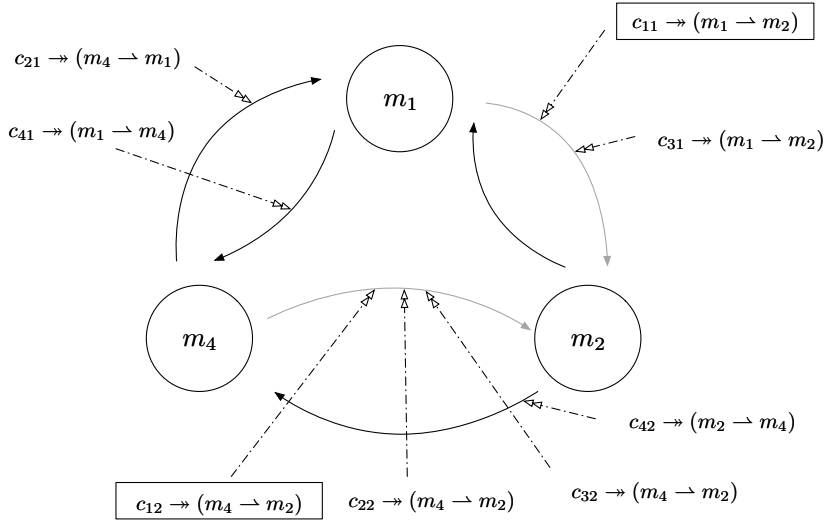 c₁₁ ↠ (m₁ ⇀ m₂)
c₂₁ ↠ (m₄ ⇀ m₁)
m₁
c₄₁ ↠ (m₁ ⇀ m₄)
c₃₁ ↠ (m₁ ⇀ m₂)
m₄
m₂
c₄₂ ↠ (m₂ ⇀ m₄)
c₁₂ ↠ (m₄ ⇀ m₂)
c₂₂ ↠ (m₄ ⇀ m₂)
c₃₂ ↠ (m₄ ⇀ m₂)